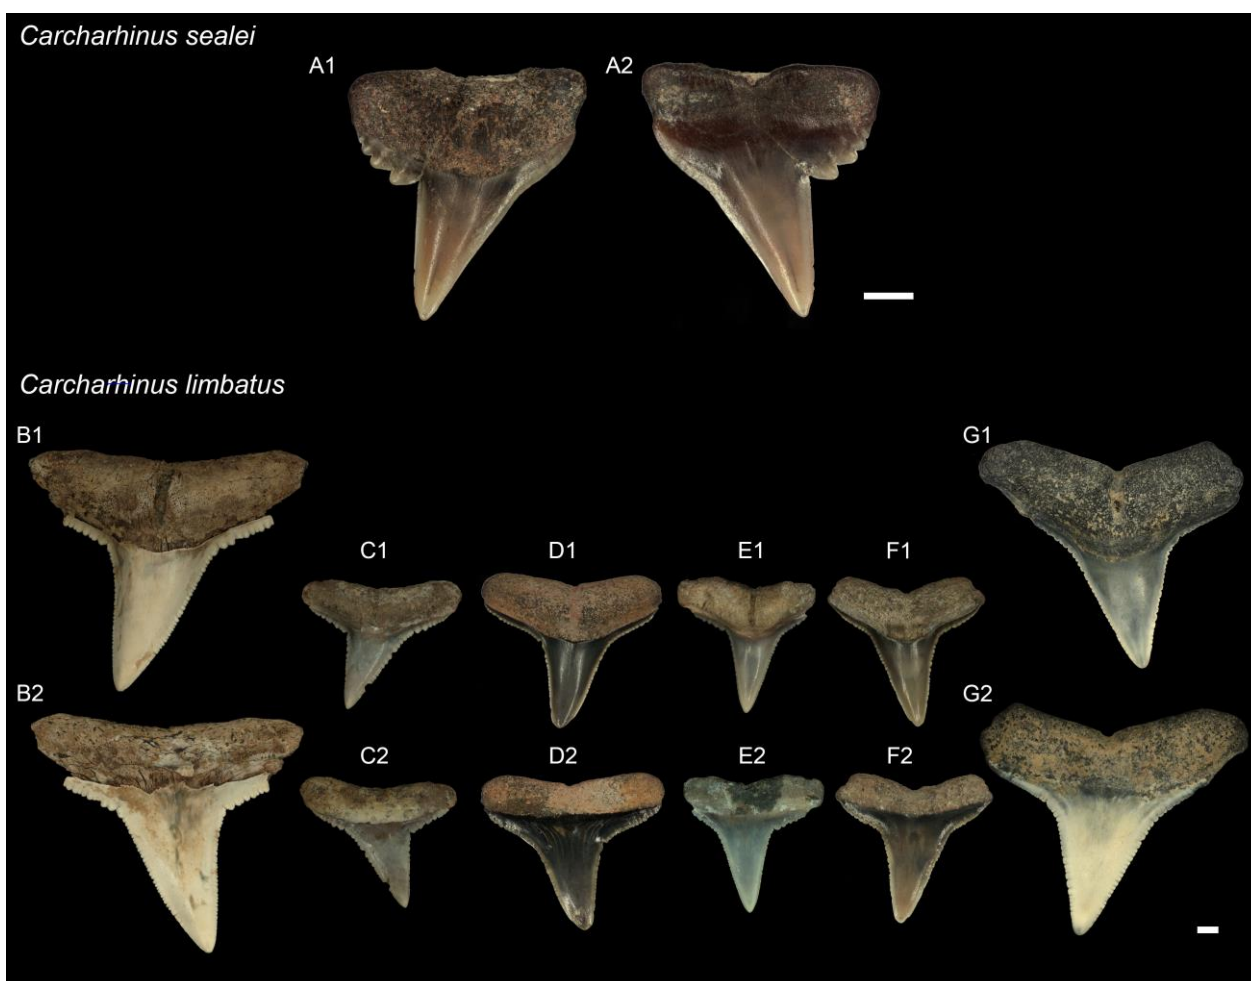 Carcharhinus sealei
A1 A2
Carcharhinus limbatus
B1 G1
C1 D1 E1 F1
B2 G2
C2 D2 E2 F2